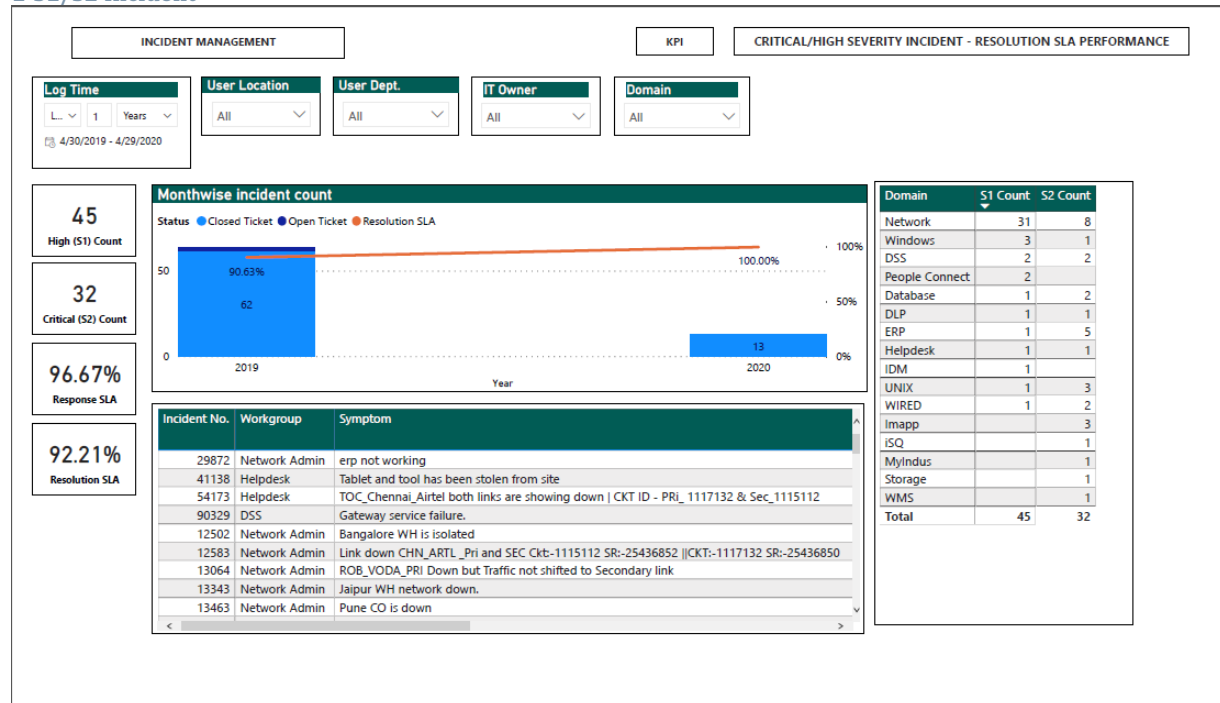 INCIDENT MANAGEMENT
KPI
CRITICAL/HIGH SEVERITY INCIDENT - RESOLUTION SLA PERFORMANCE
Log Time
L... 1 Years
4/30/2019 - 4/29/2020
User Location
All
User Dept.
All
IT Owner
All
Domain
All
45
High (S1) Count
32
Critical (S2) Count
96.67%
Response SLA
92.21%
Resolution SLA
Monthwise incident count
Status Closed Ticket Open Ticket Resolution SLA
100%
90.63%
100.00%
50
62
50%
13
0
0%
2019
2020
Year
Incident No. Workgroup Symptom
29872 Network Admin erp not working
41138 Helpdesk Tablet and tool has been stolen from site
54173 Helpdesk TOC_Chennai_Airtel both links are showing down | CKT ID - PRi_ 1117132 & Sec_1115112
90329 DSS Gateway service failure.
12502 Network Admin Bangalore WH is isolated
12583 Network Admin Link down CHN_ARTL _Pri and SEC Ckt:-1115112 SR:-25436852 ||CKT:-1117132 SR:-25436850
13064 Network Admin ROB_VODA_PRI Down but Traffic not shifted to Secondary link
13343 Network Admin Jaipur WH network down.
13463 Network Admin Pune CO is down
Domain S1 Count S2 Count
Network 31 8
Windows 3 1
DSS 2 2
People Connect 2
Database 1 2
DLP 1 1
ERP 1 5
Helpdesk 1 1
IDM 1
UNIX 1 3
WIRED 1 2
Imapp 3
iSQ 1
MyIndus 1
Storage 1
WMS 1
Total 45 32